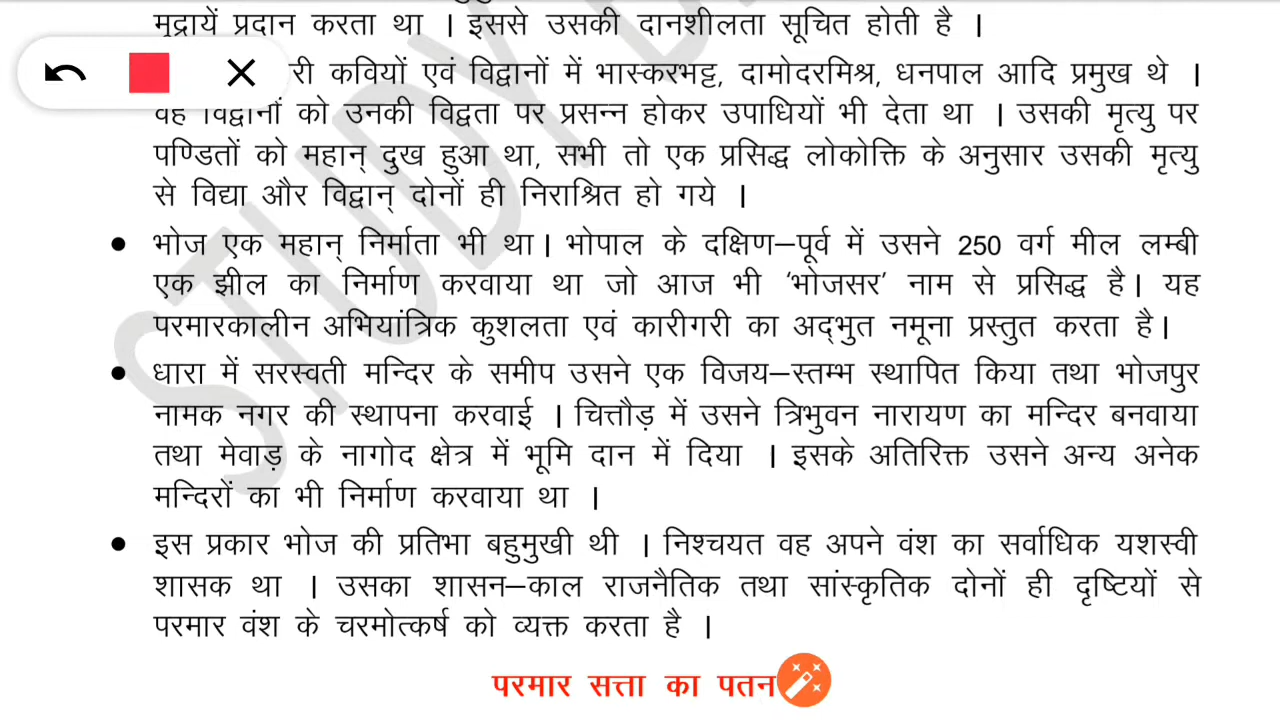 मुद्रायें प्रदान करता था । इससे उसकी दानशीलता सूचित होती है ।
री कवियों एवं विद्वानों में भास्करभट्ट, दामोदरमिश्र, धनपाल आदि प्रमुख थे ।
वह विद्वानों को उनकी विद्वता पर प्रसन्न होकर उपाधियों भी देता था । उसकी मृत्यु पर
पण्डितों को महान् दुख हुआ था, सभी तो एक प्रसिद्ध लोकोक्ति के अनुसार उसकी मृत्यु
से विद्या और विद्वान् दोनों ही निराश्रित हो गये ।
• भोज एक महान् निर्माता भी था। भोपाल के दक्षिण–पूर्व में उसने 250 वर्ग मील लम्बी
एक झील का निर्माण करवाया था जो आज भी 'भोजसर' नाम से प्रसिद्ध है। यह
परमारकालीन अभियांत्रिक कुशलता एवं कारीगरी का अद्‌भुत नमूना प्रस्तुत करता है।
• धारा में सरस्वती मन्दिर के समीप उसने एक विजय–स्तम्भ स्थापित किया तथा भोजपुर
नामक नगर की स्थापना करवाई । चित्तौड़ में उसने त्रिभुवन नारायण का मन्दिर बनवाया
तथा मेवाड़ के नागोद क्षेत्र में भूमि दान में दिया । इसके अतिरिक्त उसने अन्य अनेक
मन्दिरों का भी निर्माण करवाया था ।
• इस प्रकार भोज की प्रतिभा बहुमुखी थी । निश्चयत वह अपने वंश का सर्वाधिक यशस्वी
शासक था । उसका शासन–काल राजनैतिक तथा सांस्कृतिक दोनों ही दृष्टियों से
परमार वंश के चरमोत्कर्ष को व्यक्त करता है ।
परमार सत्ता का पतन
STUDY